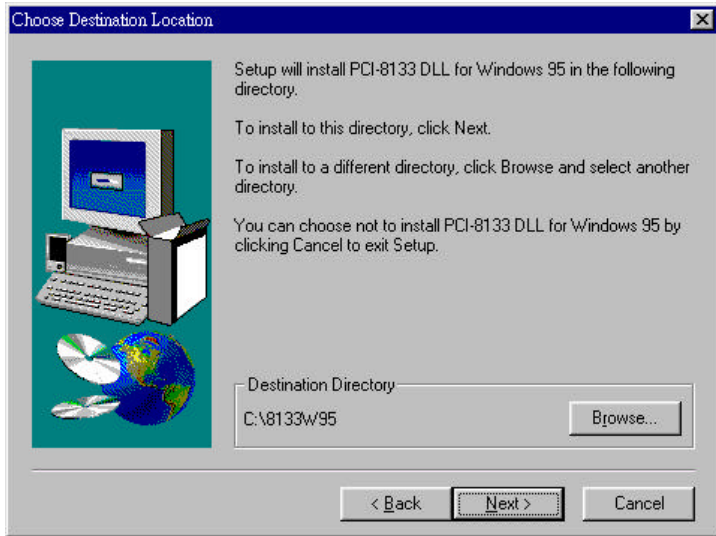 Choose Destination Location
Setup will install PCI-8133 DLL for Windows 95 in the following
directory.
To install to this directory, click Next.
To install to a different directory, click Browse and select another
directory.
You can choose not to install PCI-8133 DLL for Windows 95 by
clicking Cancel to exit Setup.
Destination Directory
C:\8133W95
Browse...
< Back
Next >
Cancel